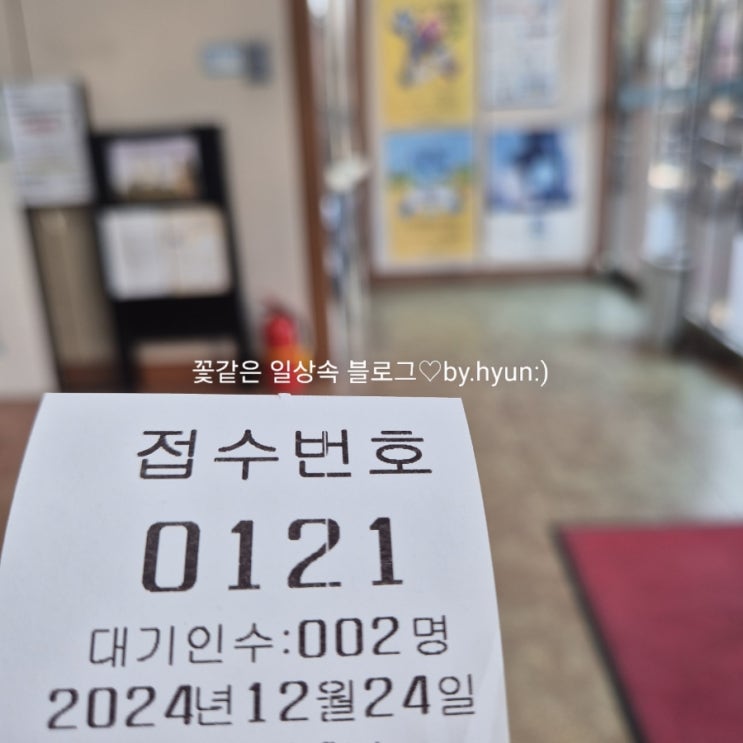 꽃같은 일상속 블로그♡by.hyun:)
접수번호
0121
대기인수:002명
2024년12월24일